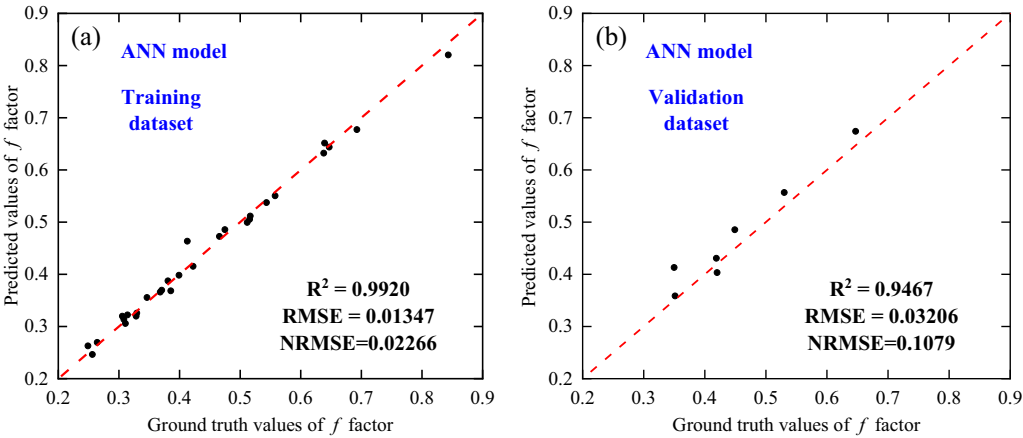 (a)
ANN model
Training
dataset
R² = 0.9920
RMSE = 0.01347
NRMSE=0.02266
Predicted values of f factor
0.9
0.8
0.7
0.6
0.5
0.4
0.3
0.2
0.2 0.3 0.4 0.5 0.6 0.7 0.8 0.9
Ground truth values of f factor
(b)
ANN model
Validation
dataset
R² = 0.9467
RMSE = 0.03206
NRMSE=0.1079
Predicted values of f factor
0.9
0.8
0.7
0.6
0.5
0.4
0.3
0.2
0.2 0.3 0.4 0.5 0.6 0.7 0.8 0.9
Ground truth values of f factor